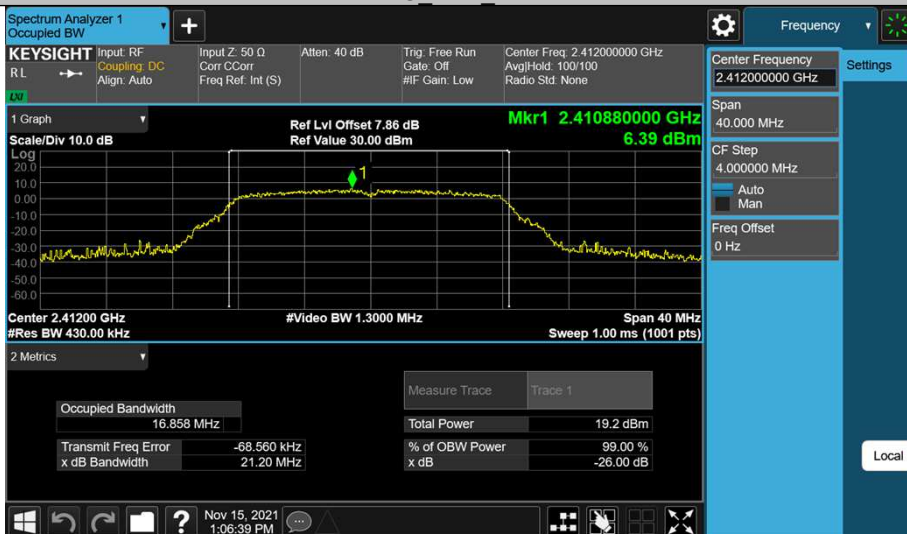 Spectrum Analyzer 1
Occupied BW
+
Frequency
KEYSIGHT
RL
LXI
Input: RF
Coupling: DC
Align: Auto
Input Z: 50 Ω
Corr CCorr
Freq Ref: Int (S)
Atten: 40 dB
Trig: Free Run
Gate: Off
#IF Gain: Low
Center Freq: 2.412000000 GHz
Avg|Hold: 100/100
Radio Std: None
Center Frequency
2.412000000 GHz
Settings
Span
40.000 MHz
CF Step
4.000000 MHz
Auto
Man
Freq Offset
0 Hz
Local
1 Graph
Scale/Div 10.0 dB
Ref Lvl Offset 7.86 dB
Ref Value 30.00 dBm
Mkr1 2.410880000 GHz
6.39 dBm
Log
20.0
10.0
0.00
-10.0
-20.0
-30.0
-40.0
-50.0
-60.0
1
Center 2.41200 GHz
#Res BW 430.00 kHz
#Video BW 1.3000 MHz
Span 40 MHz
Sweep 1.00 ms (1001 pts)
2 Metrics
Measure Trace Trace 1
Occupied Bandwidth
16.858 MHz
Total Power 19.2 dBm
Transmit Freq Error -68.560 kHz
% of OBW Power 99.00 %
x dB Bandwidth 21.20 MHz
x dB -26.00 dB
?
Nov 15, 2021
1:06:39 PM